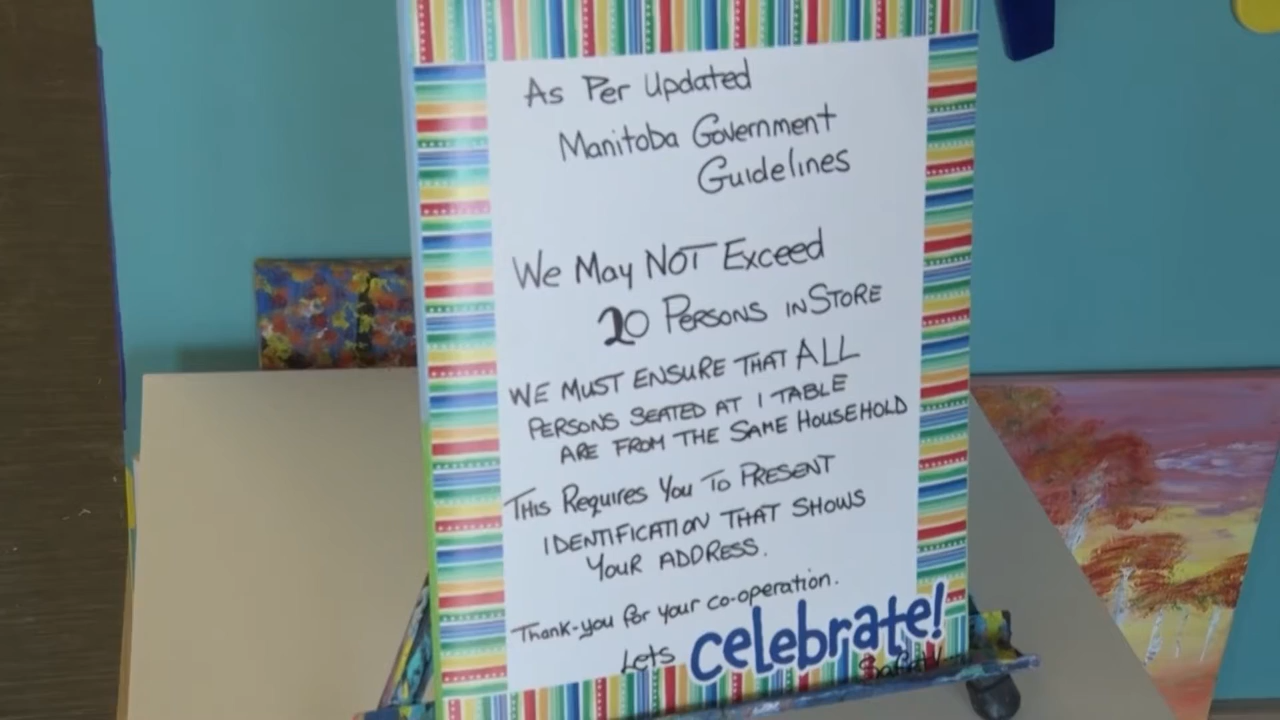 As Per Updated
Manitoba Government
Guidelines
We May NOT Exceed
20 Persons in Store
WE MUST ENSURE THAT ALL
PERSONS SEATED AT 1 TABLE
ARE FROM THE SAME HOUSEHOLD
This Requires You To Present
IDENTIFICATION THAT SHOWS
YOUR ADDRESS.
Thank-you for your co-operation.
Lets celebrate!
Safely